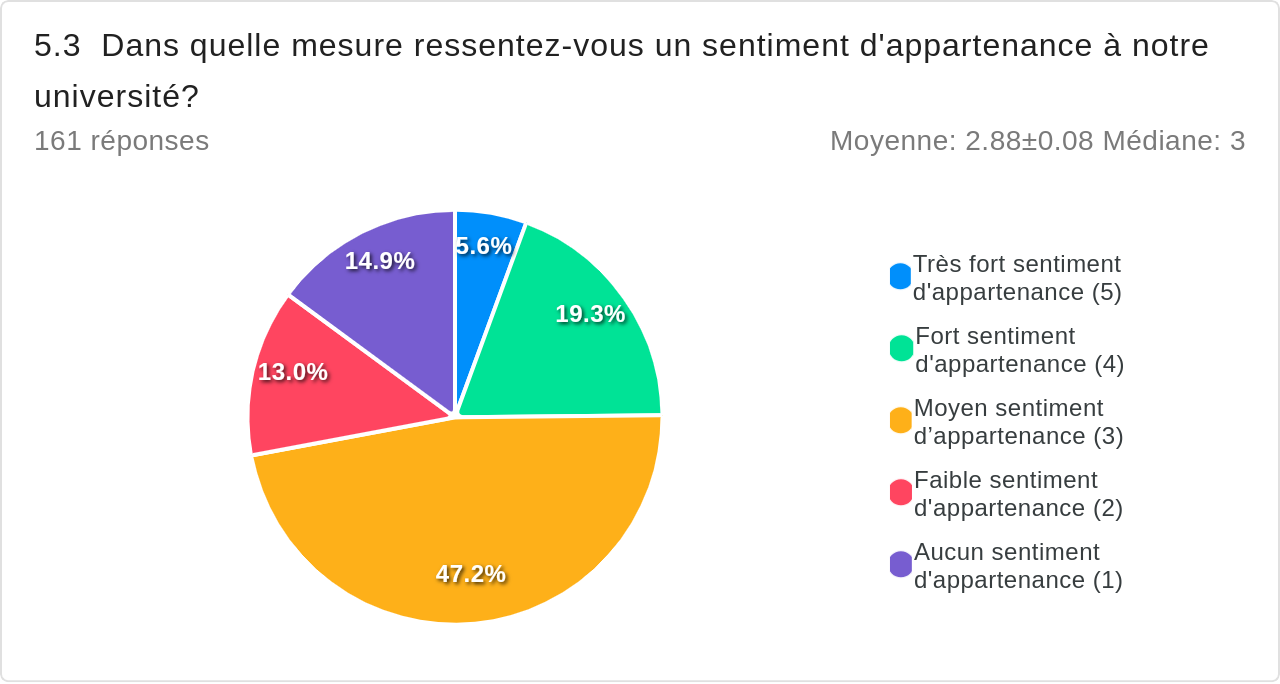 5.3  Dans quelle mesure ressentez-vous un sentiment d'appartenance à notre
université?
161 réponses
Moyenne: 2.88±0.08 Médiane: 3
5.6%
19.3%
47.2%
13.0%
14.9%
Très fort sentiment
d'appartenance (5)
Fort sentiment
d'appartenance (4)
Moyen sentiment
d’appartenance (3)
Faible sentiment
d'appartenance (2)
Aucun sentiment
d'appartenance (1)